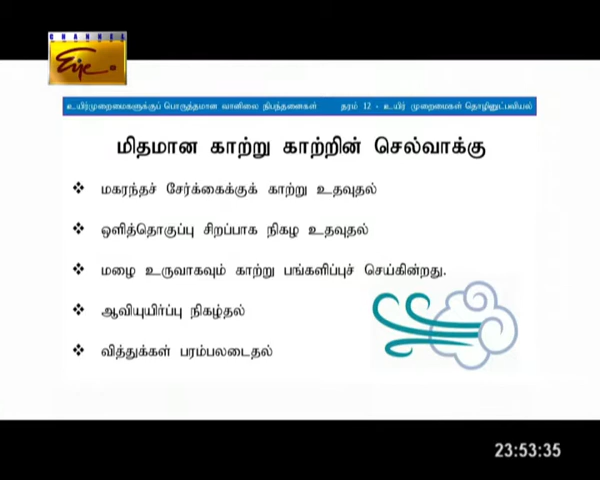 CHANNEL
Eye
உயிர்முறைமைகளுக்குப் பொருத்தமான வானிலை நிபந்தனைகள் தரம் 12 - உயிர் முறைமைகள் தொழினுட்பவியல்
மிதமான காற்று காற்றின் செல்வாக்கு
❖ மகரந்தச் சேர்க்கைக்குக் காற்று உதவுதல்
❖ ஒளித்தொகுப்பு சிறப்பாக நிகழ உதவுதல்
❖ மழை உருவாகவும் காற்று பங்களிப்புச் செய்கின்றது.
❖ ஆவியுயிர்ப்பு நிகழ்தல்
❖ வித்துக்கள் பரம்பலடைதல்
23:53:35